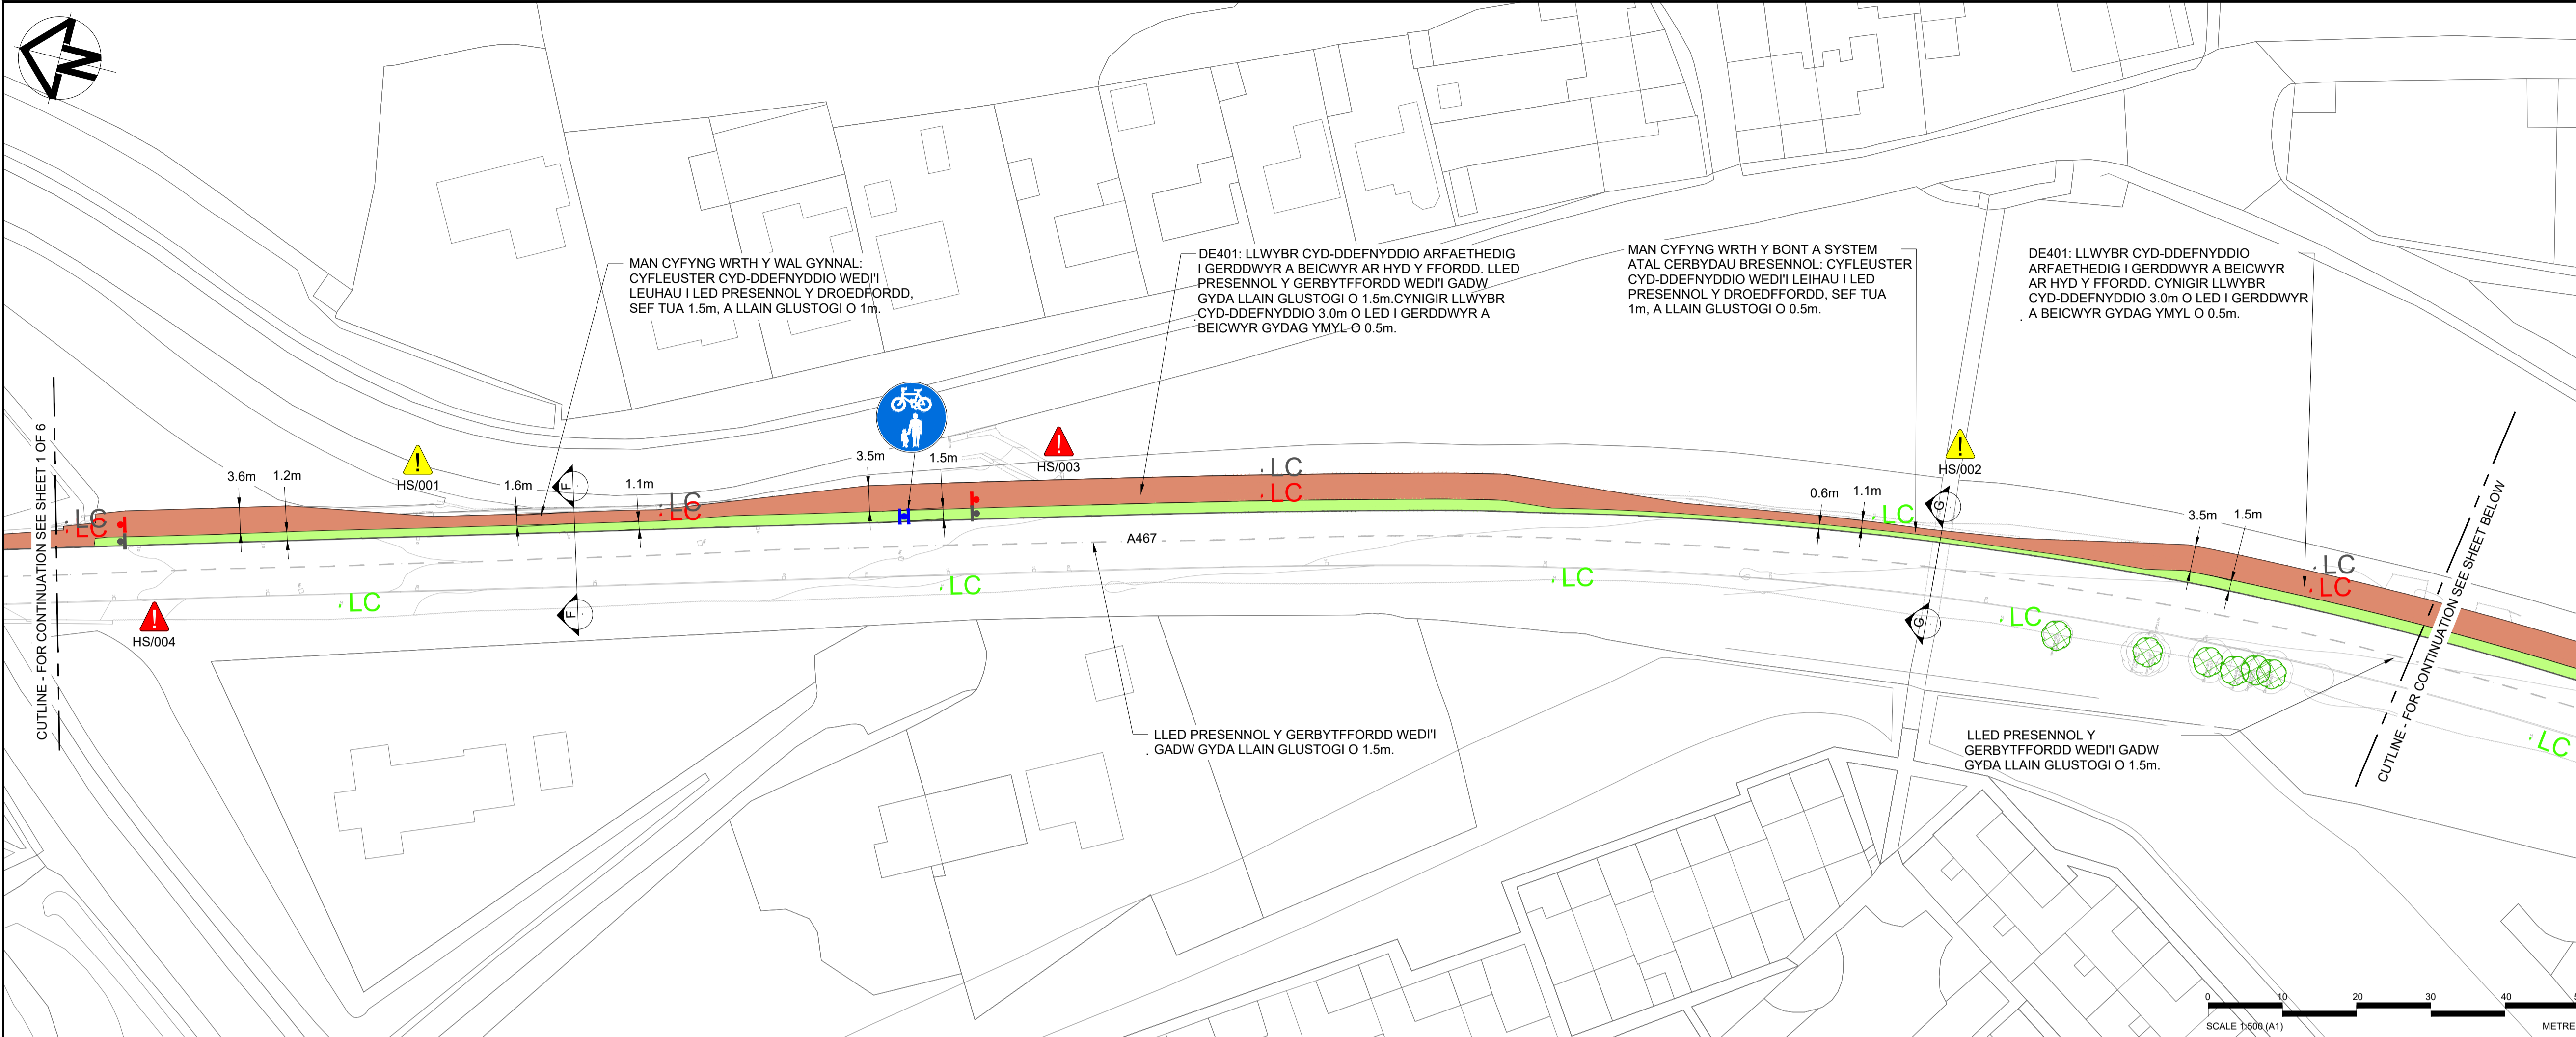 N
MAN CYFYNG WRTH Y WAL GYNNAL:
CYFLEUSTER CYD-DDEFNYDDIO WEDI'I
LEUHAU I LED PRESENNOL Y DROEDFORDD,
SEF TUA 1.5m, A LLAIN GLUSTOGI O 1m.
DE401: LLWYBR CYD-DDEFNYDDIO ARFAETHEDIG
I GERDDWYR A BEICWYR AR HYD Y FFORDD. LLED
PRESENNOL Y GERBYTFFORDD WEDI'I GADW
GYDA LLAIN GLUSTOGI O 1.5m.CYNIGIR LLWYBR
CYD-DDEFNYDDIO 3.0m O LED I GERDDWYR A
BEICWYR GYDAG YMYL O 0.5m.
MAN CYFYNG WRTH Y BONT A SYSTEM
ATAL CERBYDAU BRESENNOL: CYFLEUSTER
CYD-DDEFNYDDIO WEDI'I LEIHAU I LED
PRESENNOL Y DROEDFFORDD, SEF TUA
1m, A LLAIN GLUSTOGI O 0.5m.
DE401: LLWYBR CYD-DDEFNYDDIO
ARFAETHEDIG I GERDDWYR A BEICWYR
AR HYD Y FFORDD. CYNIGIR LLWYBR
CYD-DDEFNYDDIO 3.0m O LED I GERDDWYR
A BEICWYR GYDAG YMYL O 0.5m.
CUTLINE - FOR CONTINUATION SEE SHEET 1 OF 6
3.6m
1.2m
HS/001
1.6m
F
1.1m
3.5m
1.5m
HS/003
HS/002
0.6m
1.1m
G
3.5m
1.5m
LC
LC
LC
LC
H
LC
LC
LC
LC
LC
A467
HS/004
LC
F
LC
LC
G
LC
LC
CUTLINE - FOR CONTINUATION SEE SHEET BELOW
LLED PRESENNOL Y GERBYTFFORDD WEDI'I
GADW GYDA LLAIN GLUSTOGI O 1.5m.
LLED PRESENNOL Y
GERBYTFFORDD WEDI'I GADW
GYDA LLAIN GLUSTOGI O 1.5m.
0 10 20 30 40
SCALE 1:500 (A1)
METRE